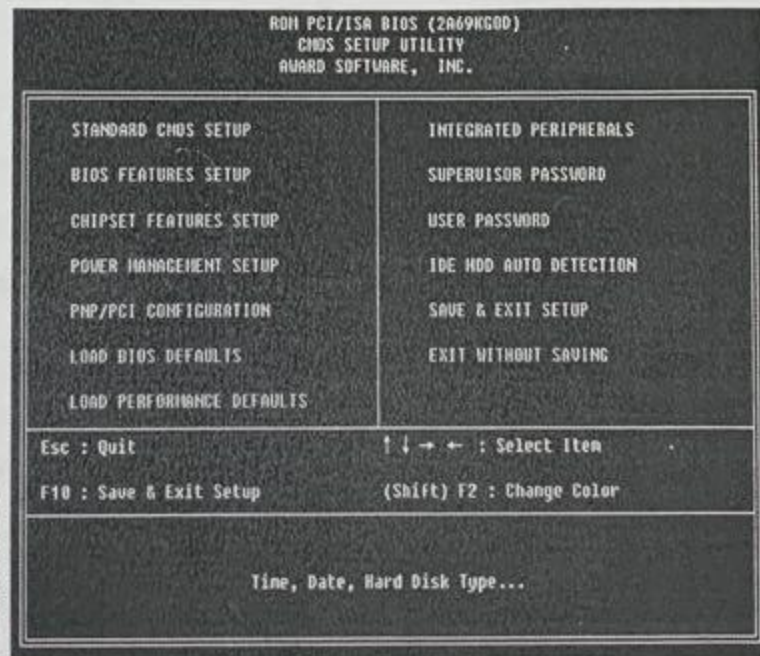 ROM PCI/ISA BIOS (2A69KG0D)
CMOS SETUP UTILITY
AWARD SOFTWARE, INC.
STANDARD CMOS SETUP
BIOS FEATURES SETUP
CHIPSET FEATURES SETUP
POWER MANAGEMENT SETUP
PNP/PCI CONFIGURATION
LOAD BIOS DEFAULTS
LOAD PERFORMANCE DEFAULTS
INTEGRATED PERIPHERALS
SUPERVISOR PASSWORD
USER PASSWORD
IDE HDD AUTO DETECTION
SAVE & EXIT SETUP
EXIT WITHOUT SAVING
Esc : Quit
↑ ↓ → ← : Select Item
F10 : Save & Exit Setup
(Shift) F2 : Change Color
Time, Date, Hard Disk Type...